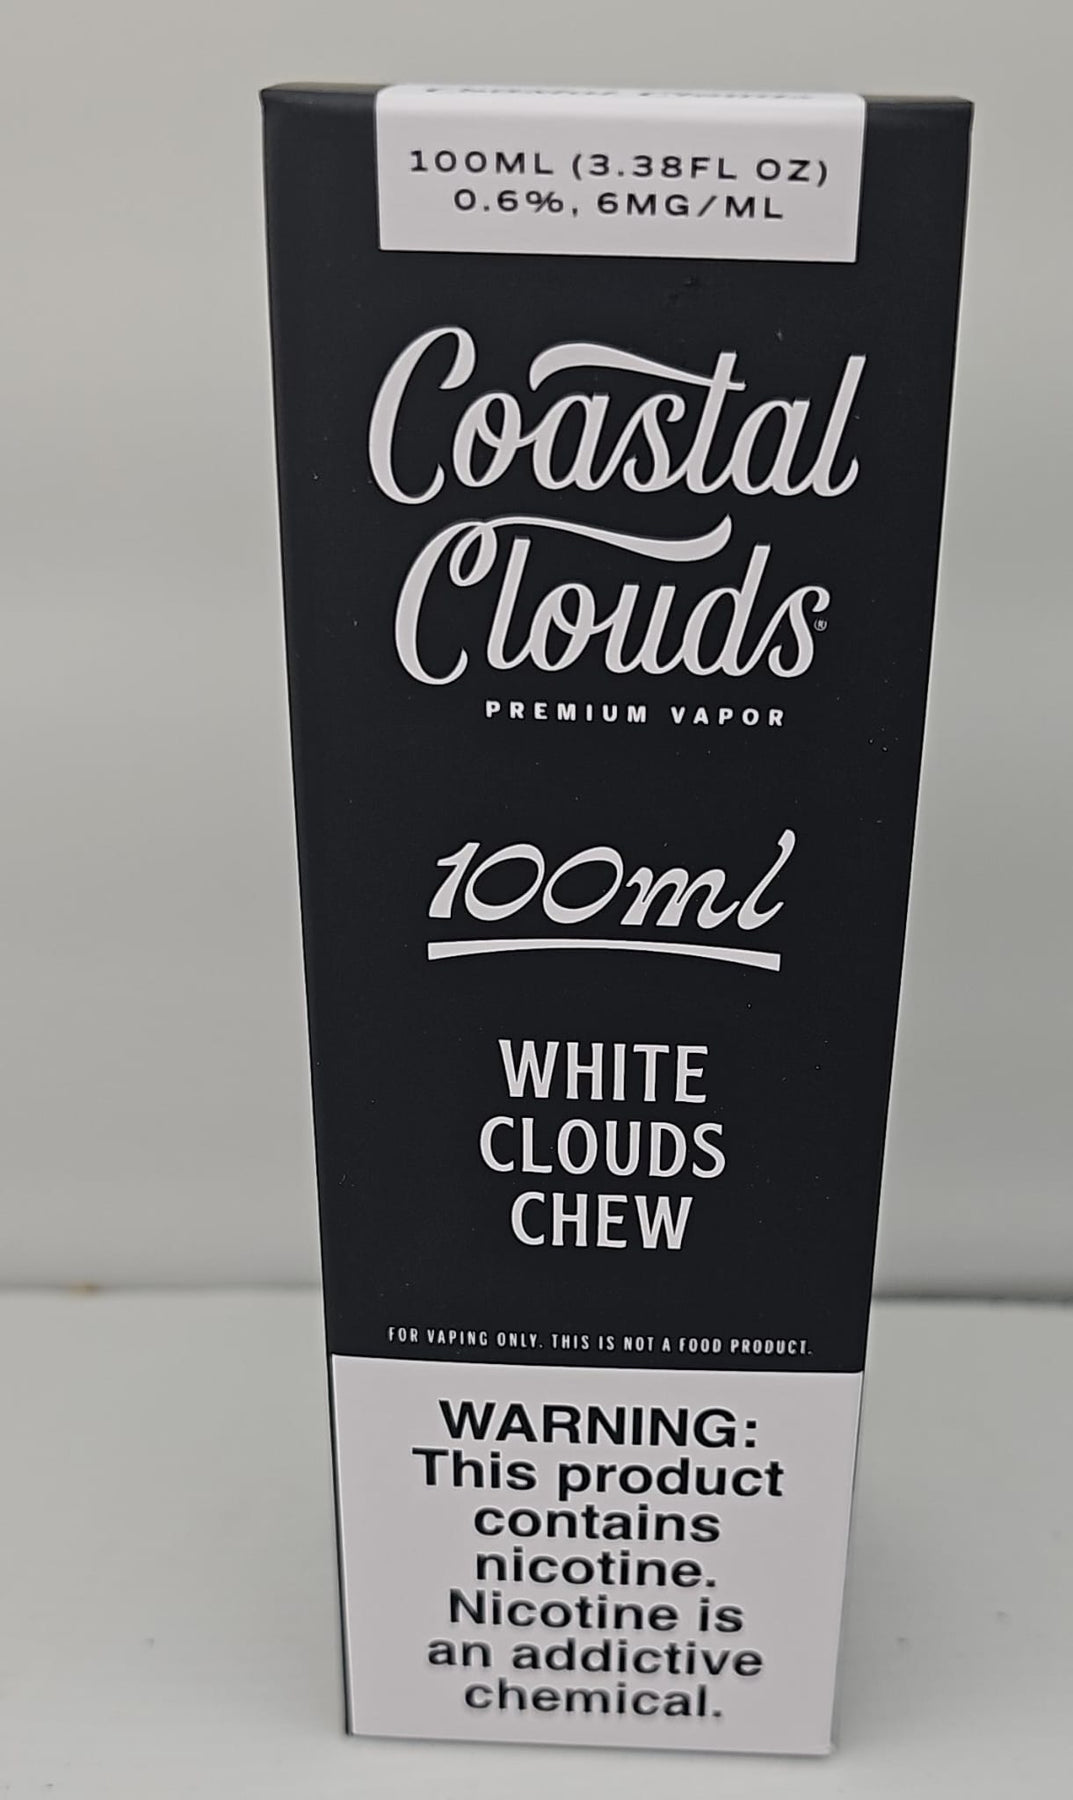 100ML (3.38FL OZ)
0.6%, 6MG/ML
Coastal
Clouds®
PREMIUM VAPOR
100ml
WHITE
CLOUDS
CHEW
FOR VAPING ONLY. THIS IS NOT A FOOD PRODUCT.
WARNING:
This product
contains
nicotine.
Nicotine is
an addictive
chemical.